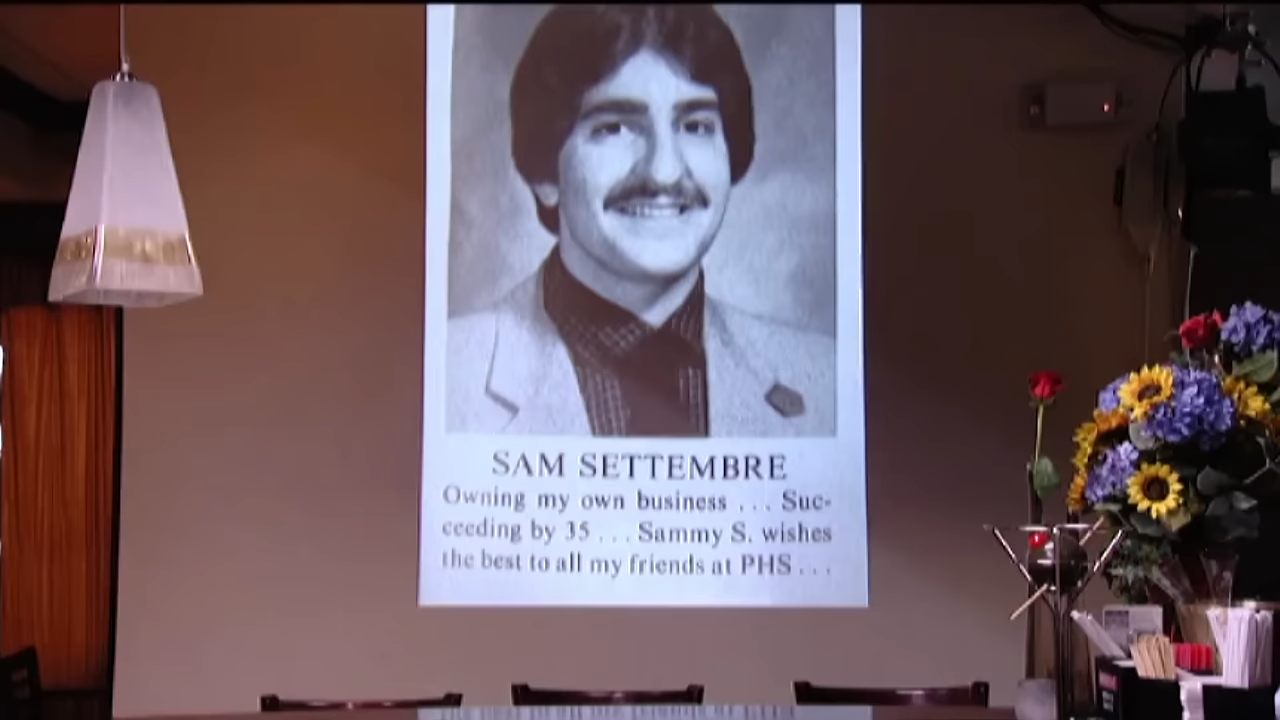 SAM SETTEMBRE
Owning my own business . . . Suc-
ceeding by 35 . . . Sammy S. wishes
the best to all my friends at PHS . . .